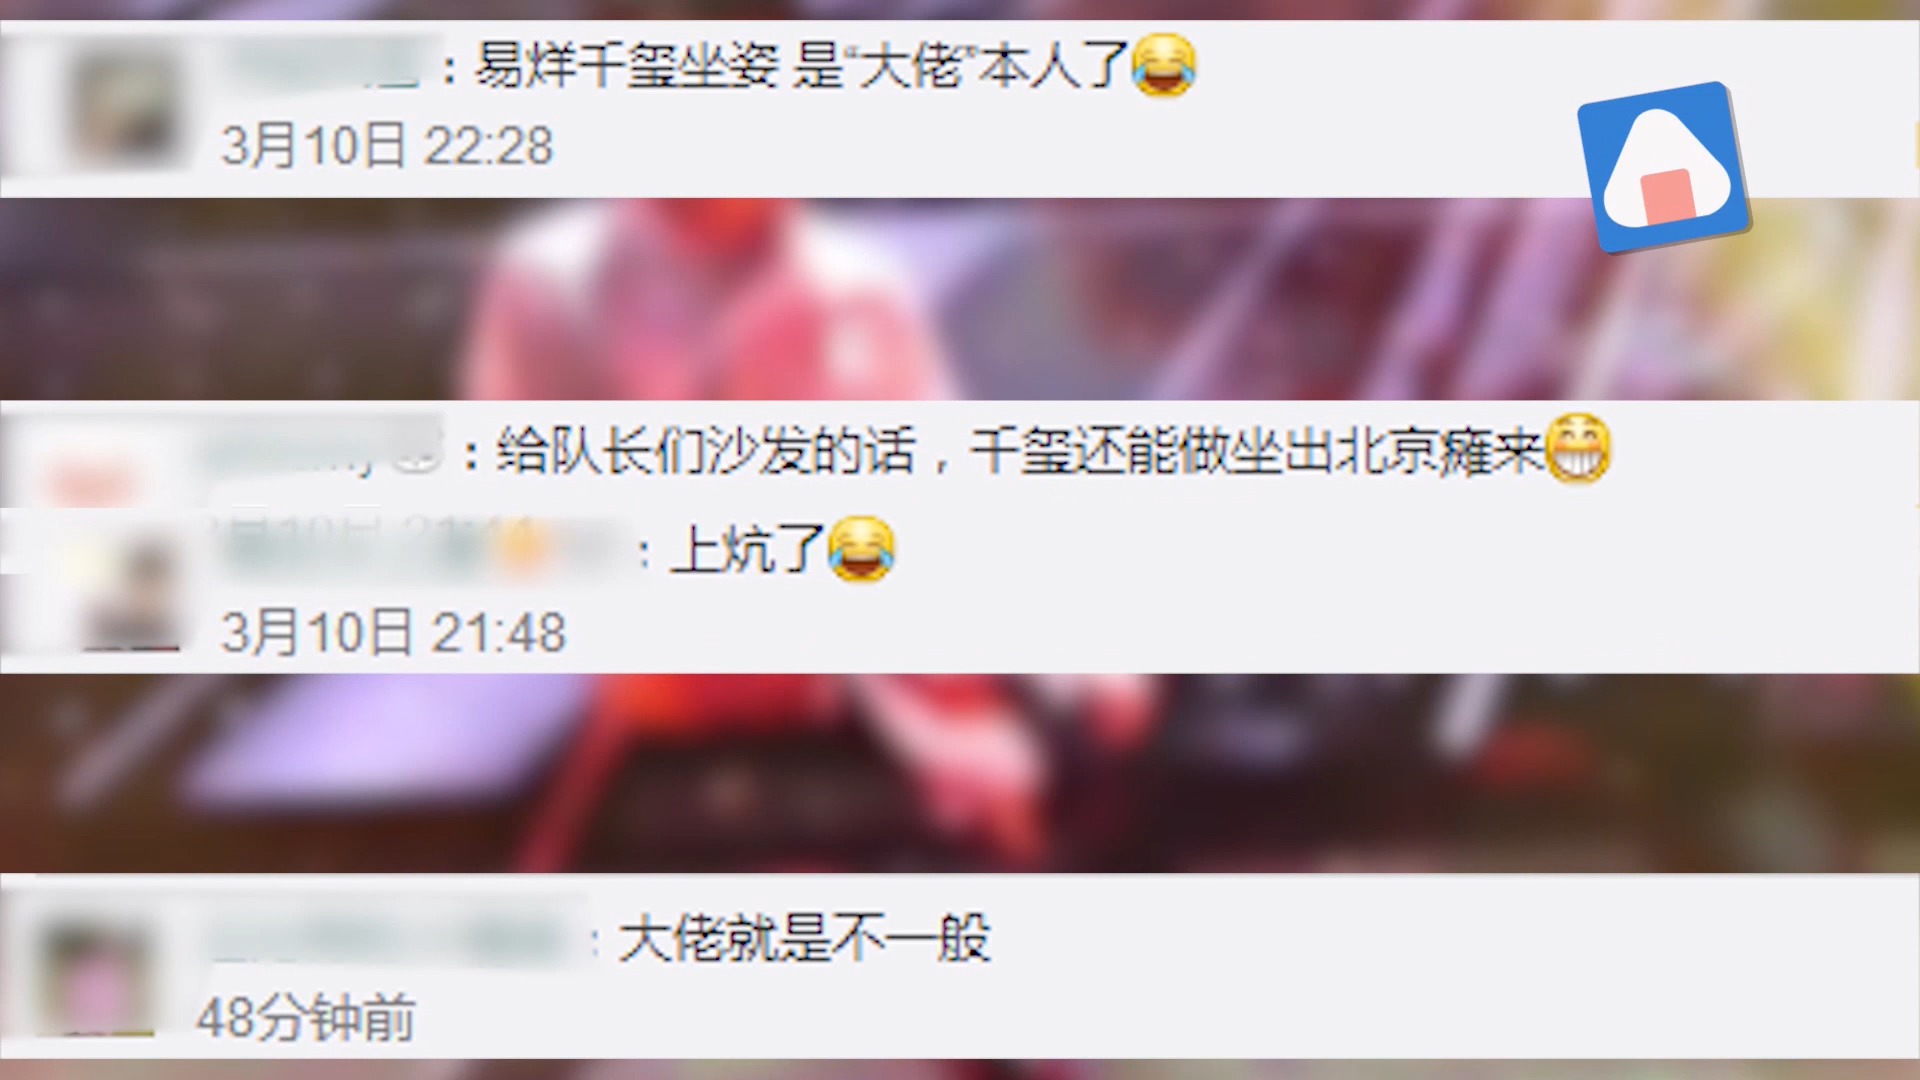 ：易烊千玺坐姿 是“大佬”本人了😂
3月10日 22:28
：给队长们沙发的话，千玺还能做坐出北京瘫来😁
：上炕了😂
3月10日 21:48
：大佬就是不一般
48分钟前